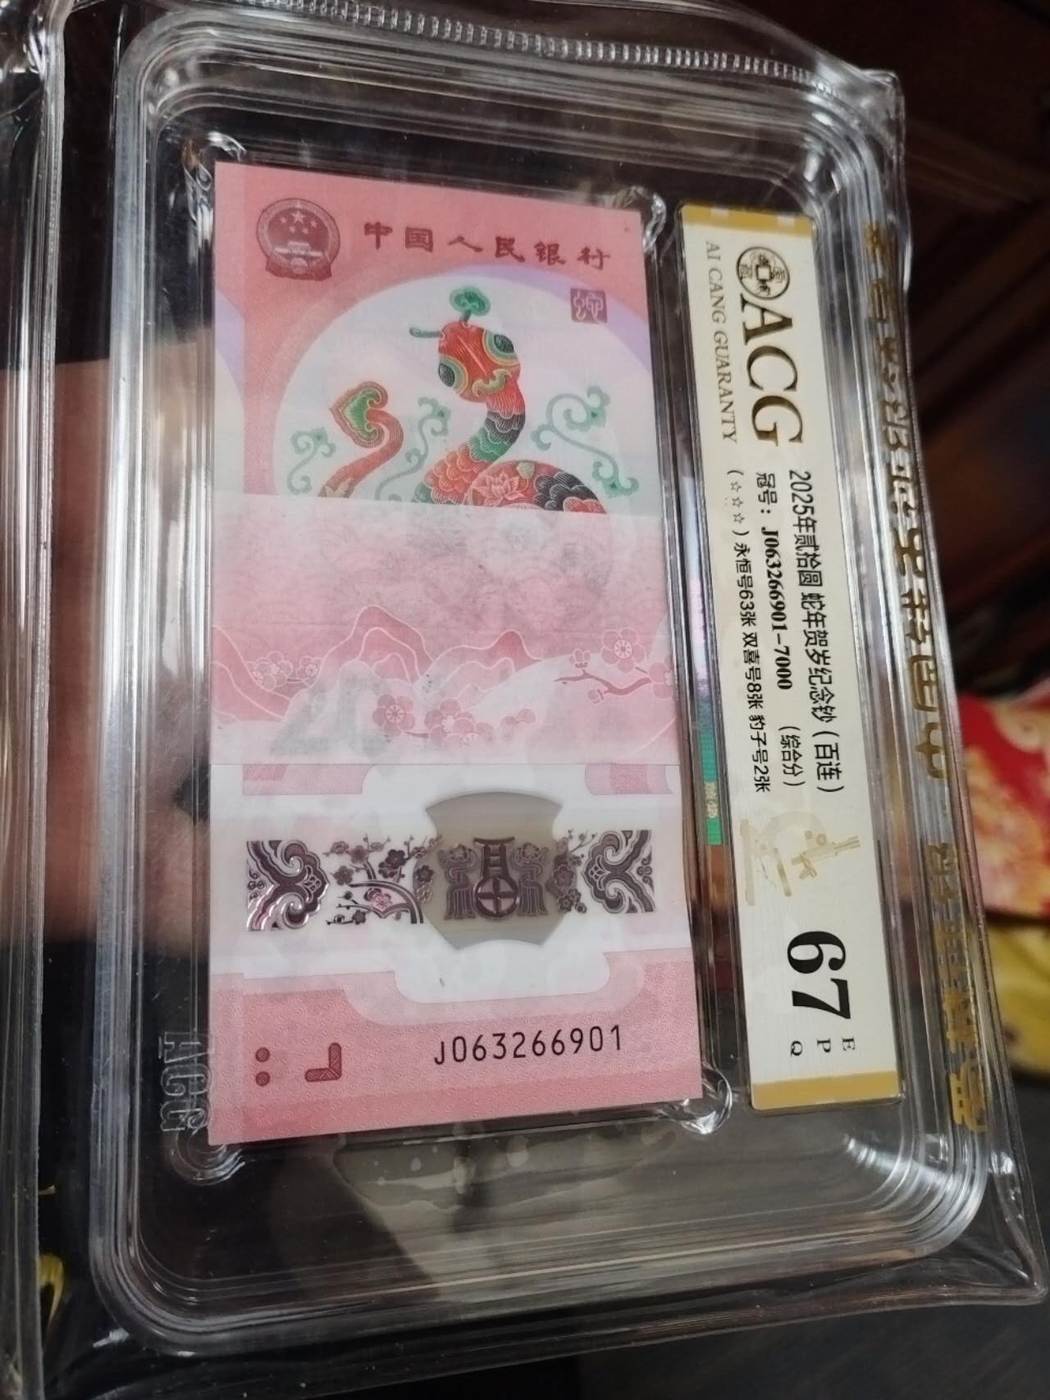 中国人民银行
J063266901
ACG
AI CANG GUARANTY
2025年贰拾圆 蛇年贺岁纪念钞（百连）
冠号：J063266901-7000 （综合分）
（☆☆☆）永恒号63张 双喜号8张 豹子号2张
67
E
P
Q
ACG